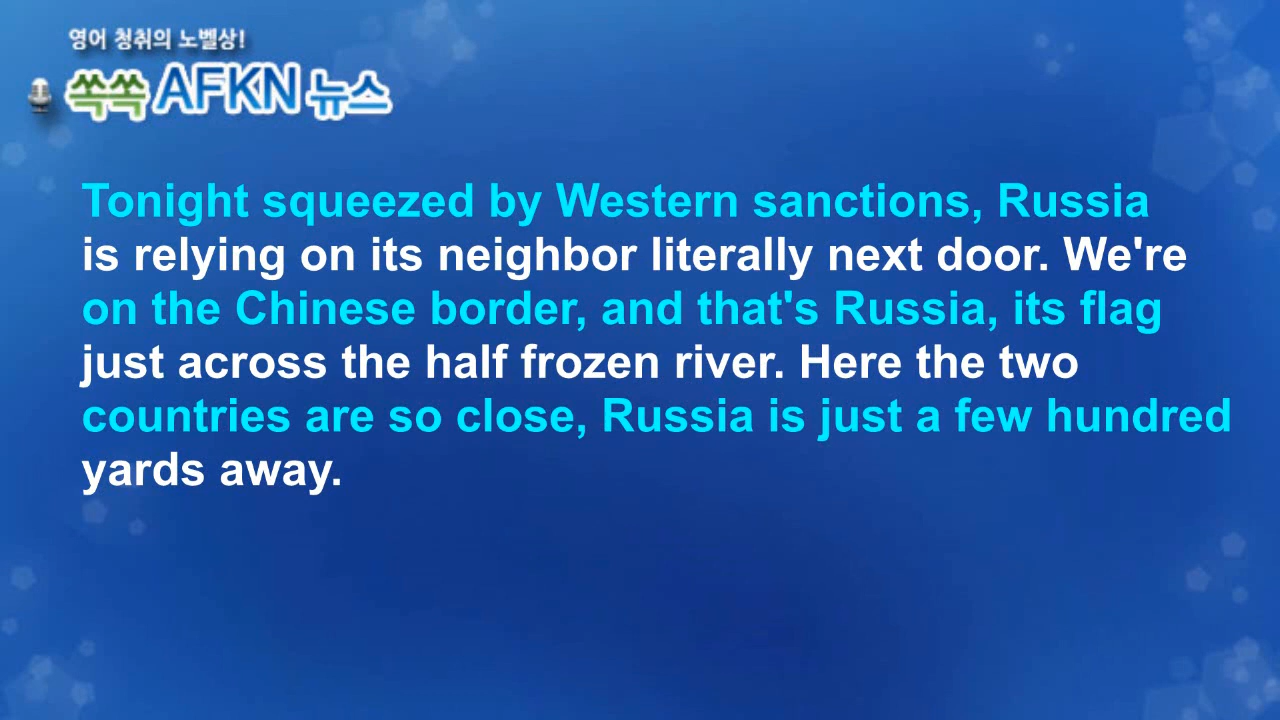 영어 청취의 노벨상!
쏙쏙 AFKN 뉴스
Tonight squeezed by Western sanctions, Russia
is relying on its neighbor literally next door. We're
on the Chinese border, and that's Russia, its flag
just across the half frozen river. Here the two
countries are so close, Russia is just a few hundred
yards away.